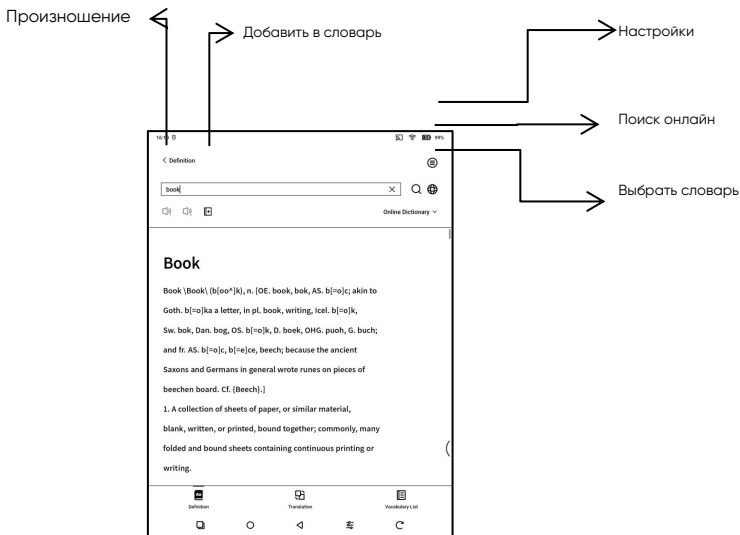 Произношение
Добавить в словарь
Настройки
Поиск онлайн
Выбрать словарь
99%
Definition
book
Online Dictionary
Book
Book \Book\ (b[oo^]k), n. [OE. book, bok, AS. b[=o]c; akin to
Goth. b[=o]ka a letter, in pl. book, writing, Icel. b[=o]k,
Sw. bok, Dan. bog, OS. b[=o]k, D. boek, OHG. puoh, G. buch;
and fr. AS. b[=o]c, b[=e]ce, beech; because the ancient
Saxons and Germans in general wrote runes on pieces of
beechen board. Cf. {Beech}.]
1. A collection of sheets of paper, or similar material,
blank, written, or printed, bound together; commonly, many
folded and bound sheets containing continuous printing or
writing.
Definition
Translation
Vocabulary List